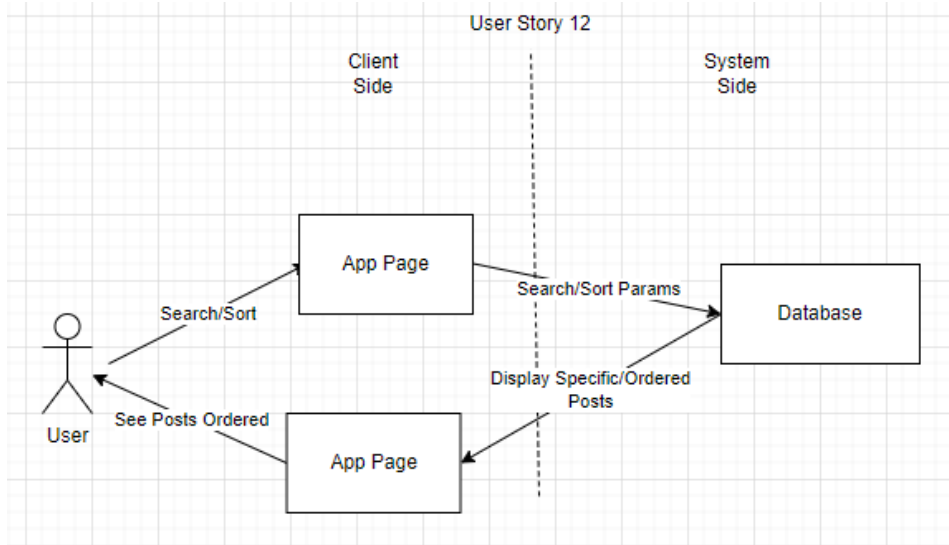 User Story 12
Client
Side
System
Side
App Page
Search/Sort Params
Database
Search/Sort
Display Specific/Ordered
Posts
See Posts Ordered
User
App Page